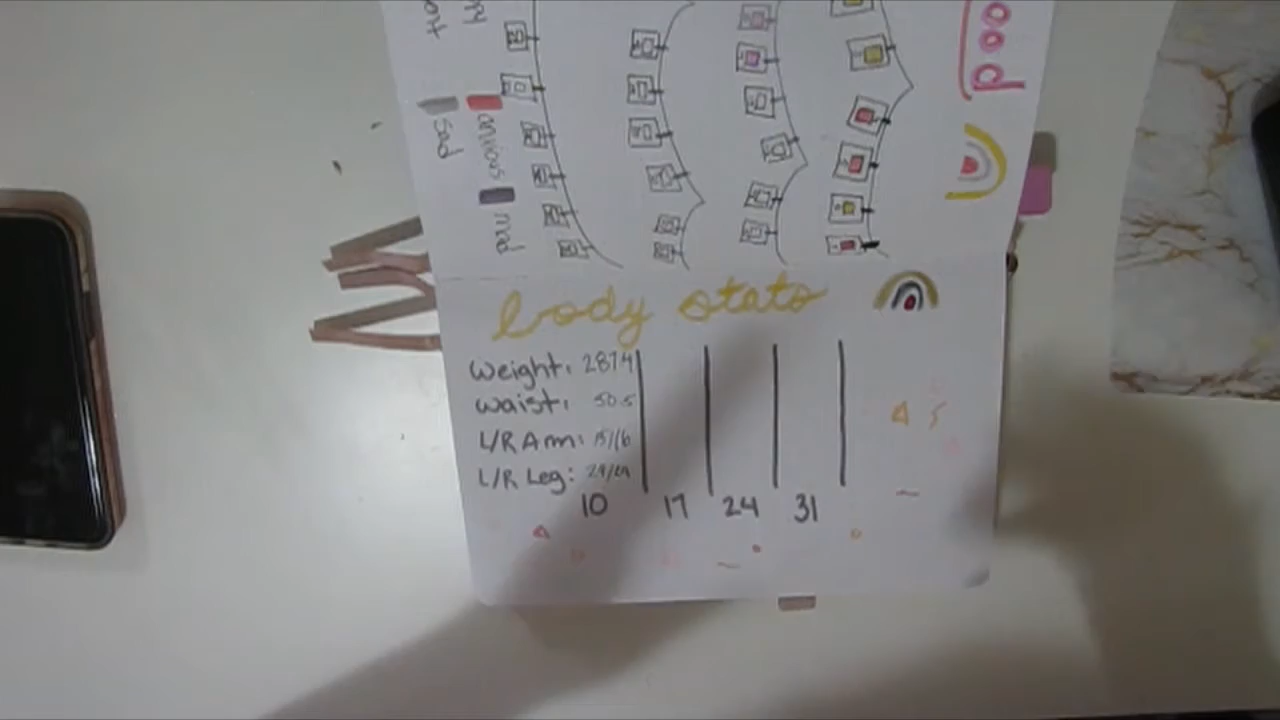 ood
anxious
sad
mad
body stats
Weight: 287.4
Waist: 50.5
L/R Arm: 15/16
L/R Leg: 29/29
10 17 24 31